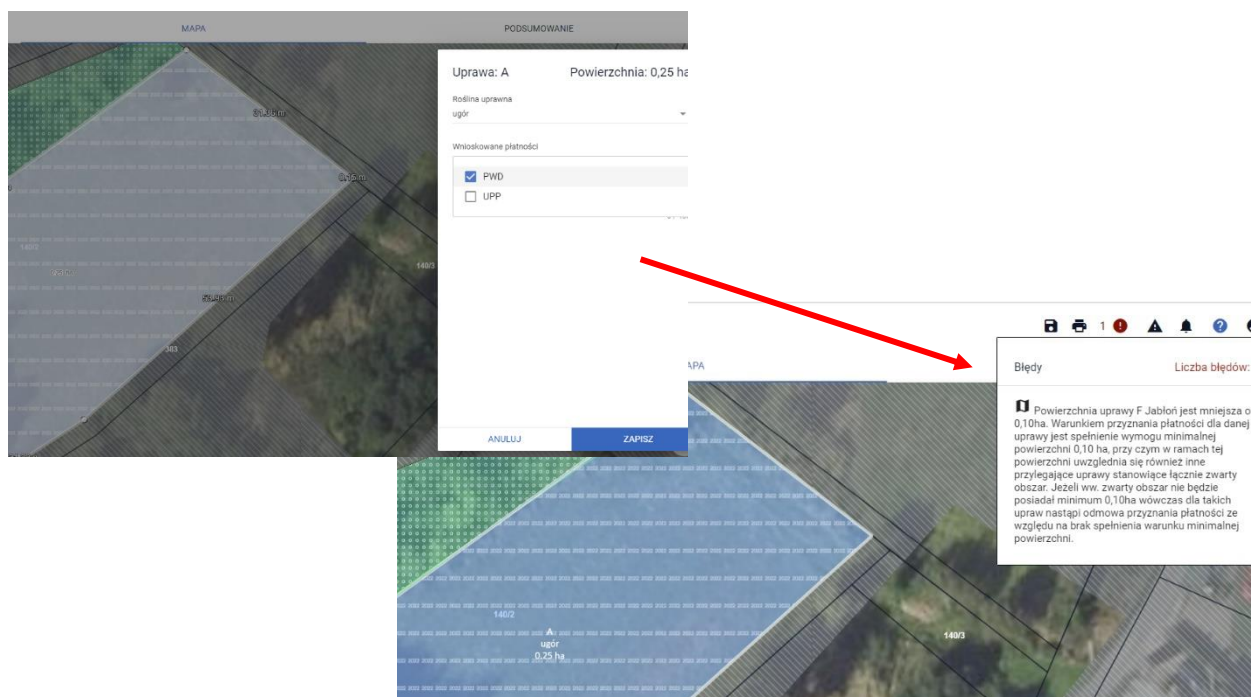 MAPA
PODSUMOWANIE
Uprawa: A
Powierzchnia: 0,25 ha
Roślina uprawna
ugór
Wnioskowane płatności
PWD
UPP
ANULUJ
ZAPISZ
140/3
383
1
APA
Błędy
Liczba błędów:
Powierzchnia uprawy F Jabłoń jest mniejsza o
0,10ha. Warunkiem przyznania płatności dla danej
uprawy jest spełnienie wymogu minimalnej
powierzchni 0,10 ha, przy czym w ramach tej
powierzchni uwzględnia się również inne
przylegające uprawy stanowiące łącznie zwarty
obszar. Jeżeli ww. zwarty obszar nie będzie
posiadał minimum 0,10ha wówczas dla takich
upraw nastąpi odmowa przyznania płatności ze
względu na brak spełnienia warunku minimalnej
powierzchni.
140/2
A
ugór
0.25 ha
140/3